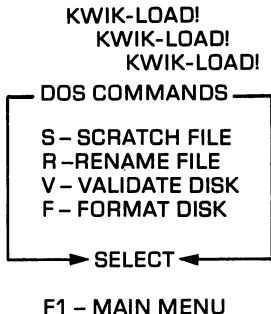 KWIK-LOAD!
KWIK-LOAD!
KWIK-LOAD!
DOS COMMANDS
S – SCRATCH FILE
R – RENAME FILE
V – VALIDATE DISK
F – FORMAT DISK
SELECT
F1 – MAIN MENU